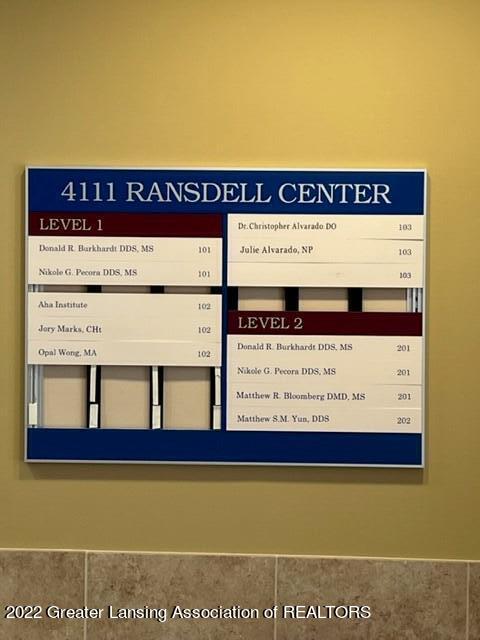 4111 RANSDELL CENTER
LEVEL 1
Donald R. Burkhardt DDS, MS 101
Nikole G. Pecora DDS, MS 101
Aha Institute 102
Jory Marks, CHt 102
Opal Wong, MA 102
Dr. Christopher Alvarado DO 103
Julie Alvarado, NP 103
103
LEVEL 2
Donald R. Burkhardt DDS, MS 201
Nikole G. Pecora DDS, MS 201
Matthew R. Bloomberg DMD, MS 201
Matthew S.M. Yun, DDS 202
2022 Greater Lansing Association of REALTORS